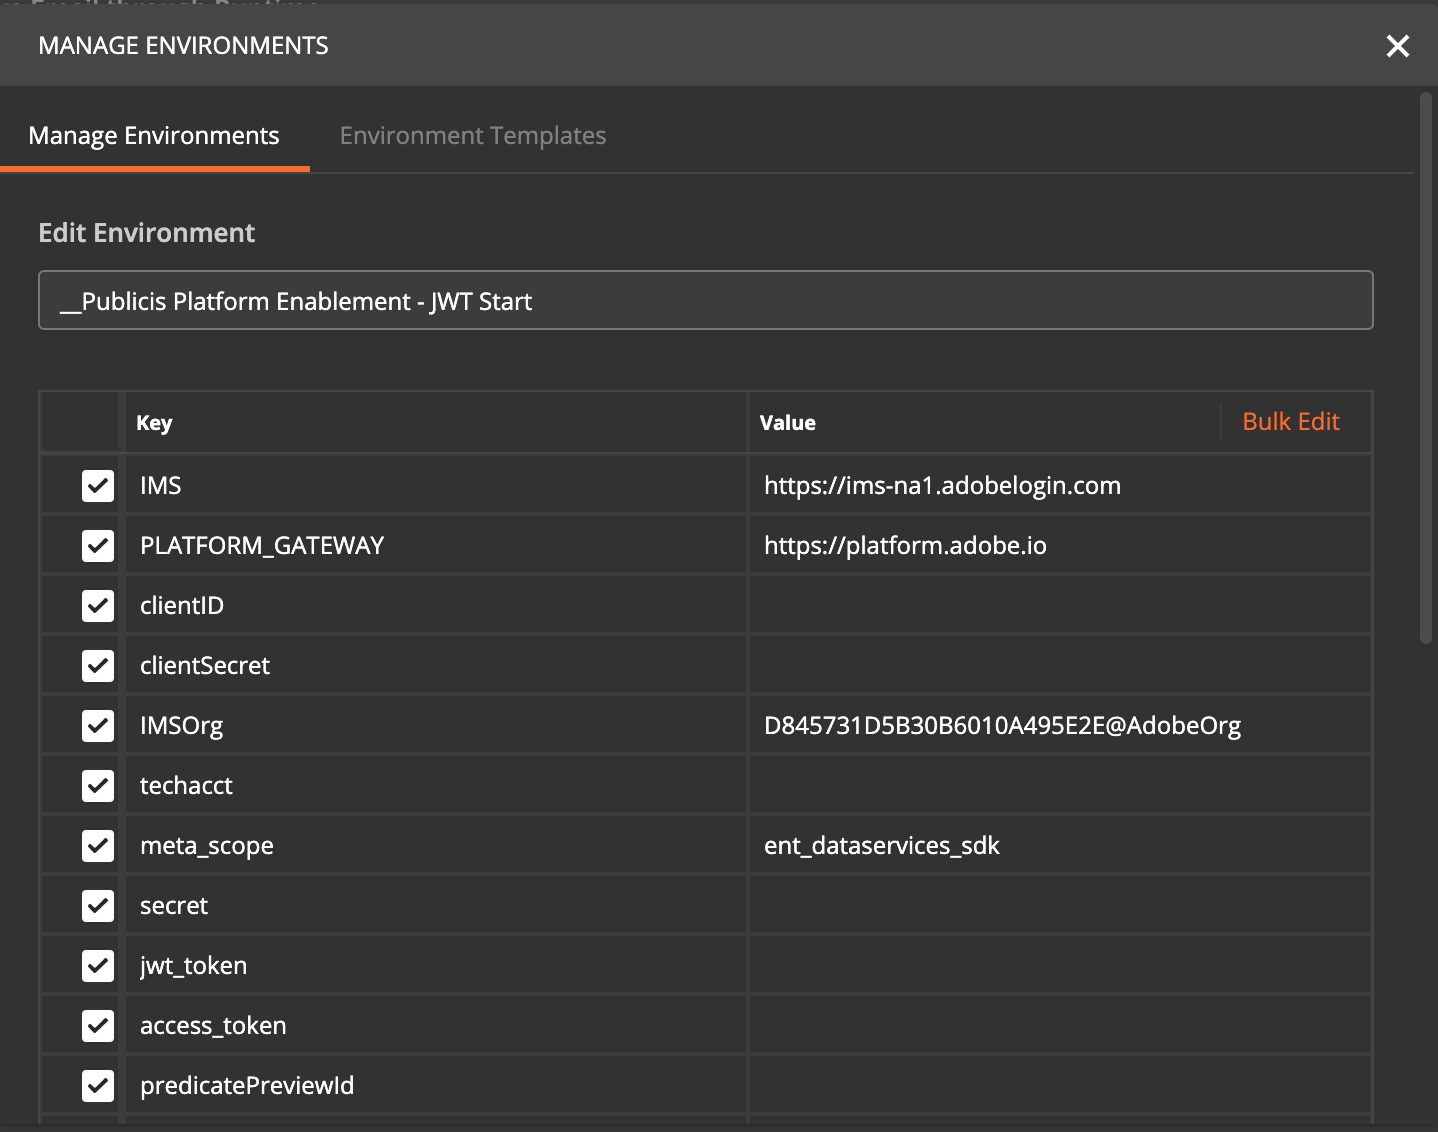 MANAGE ENVIRONMENTS
Manage Environments Environment Templates
Edit Environment
__Publicis Platform Enablement - JWT Start
Key Value Bulk Edit
IMS https://ims-na1.adobelogin.com
PLATFORM_GATEWAY https://platform.adobe.io
clientID
clientSecret
IMSOrg D845731D5B30B6010A495E2E@AdobeOrg
techacct
meta_scope ent_dataservices_sdk
secret
jwt_token
access_token
predicatePreviewId